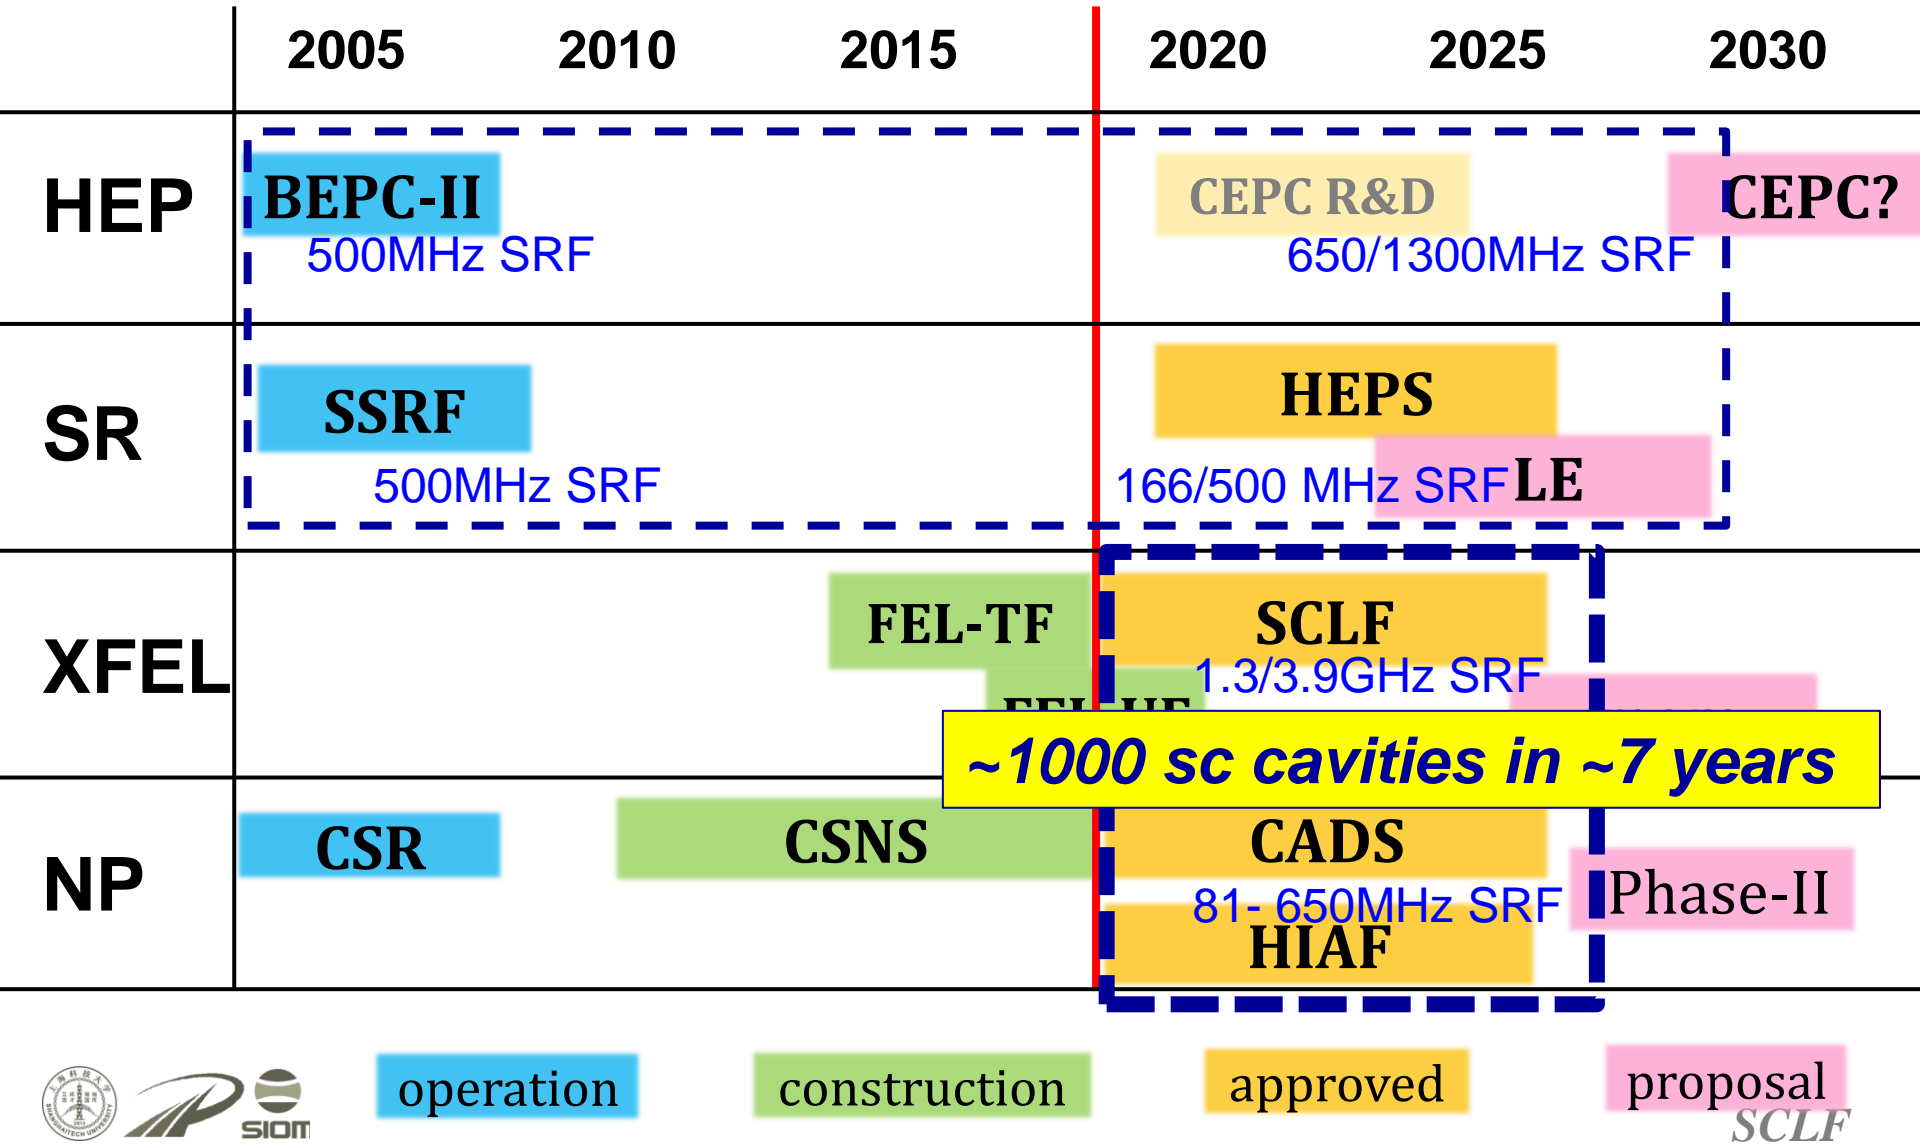 2005 2010 2015 2020 2025 2030
HEP
BEPC-II
CEPC R&D
CEPC?
500MHz SRF
650/1300MHz SRF
SR
SSRF
HEPS
500MHz SRF
166/500 MHz SRF
LE
XFEL
FEL-TF
SCLF
1.3/3.9GHz SRF
~1000 sc cavities in ~7 years
NP
CSR
CSNS
CADS
81- 650MHz SRF
Phase-II
HIAF
operation
construction
approved
proposal
SIOM
SCLF